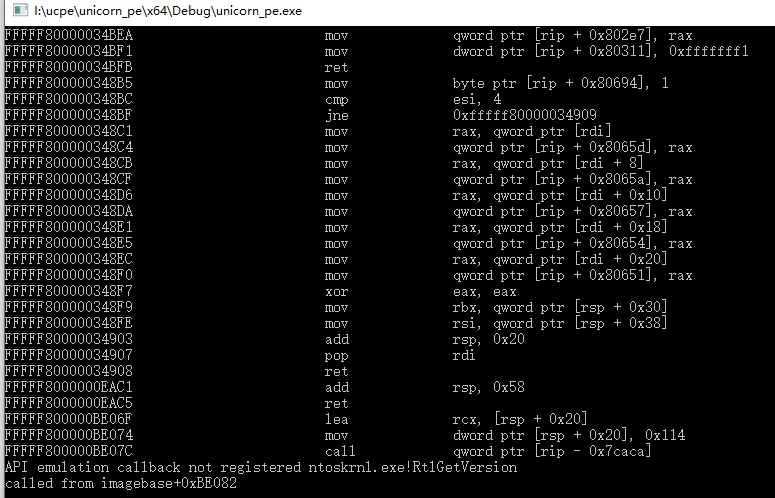 I:\ucpe\unicorn_pe\x64\Debug\unicorn_pe.exe
FFFFF80000034BEA mov qword ptr [rip + 0x802e7], rax
FFFFF80000034BF1 mov dword ptr [rip + 0x80311], 0xfffffff1
FFFFF80000034BFB ret
FFFFF800000348B5 mov byte ptr [rip + 0x80694], 1
FFFFF800000348BC cmp esi, 4
FFFFF800000348BF jne 0xfffff80000034909
FFFFF800000348C1 mov rax, qword ptr [rdi]
FFFFF800000348C4 mov qword ptr [rip + 0x8065d], rax
FFFFF800000348CB mov rax, qword ptr [rdi + 8]
FFFFF800000348CF mov qword ptr [rip + 0x8065a], rax
FFFFF800000348D6 mov rax, qword ptr [rdi + 0x10]
FFFFF800000348DA mov qword ptr [rip + 0x80657], rax
FFFFF800000348E1 mov rax, qword ptr [rdi + 0x18]
FFFFF800000348E5 mov qword ptr [rip + 0x80654], rax
FFFFF800000348EC mov rax, qword ptr [rdi + 0x20]
FFFFF800000348F0 mov qword ptr [rip + 0x80651], rax
FFFFF800000348F7 xor eax, eax
FFFFF800000348F9 mov rbx, qword ptr [rsp + 0x30]
FFFFF800000348FE mov rsi, qword ptr [rsp + 0x38]
FFFFF80000034903 add rsp, 0x20
FFFFF80000034907 pop rdi
FFFFF80000034908 ret
FFFFF8000000EAC1 add rsp, 0x58
FFFFF8000000EAC5 ret
FFFFF800000BE06F lea rcx, [rsp + 0x20]
FFFFF800000BE074 mov dword ptr [rsp + 0x20], 0x114
FFFFF800000BE07C call qword ptr [rip - 0x7caca]
API emulation callback not registered ntoskrnl.exe!RtlGetVersion
called from imagebase+0xBE082